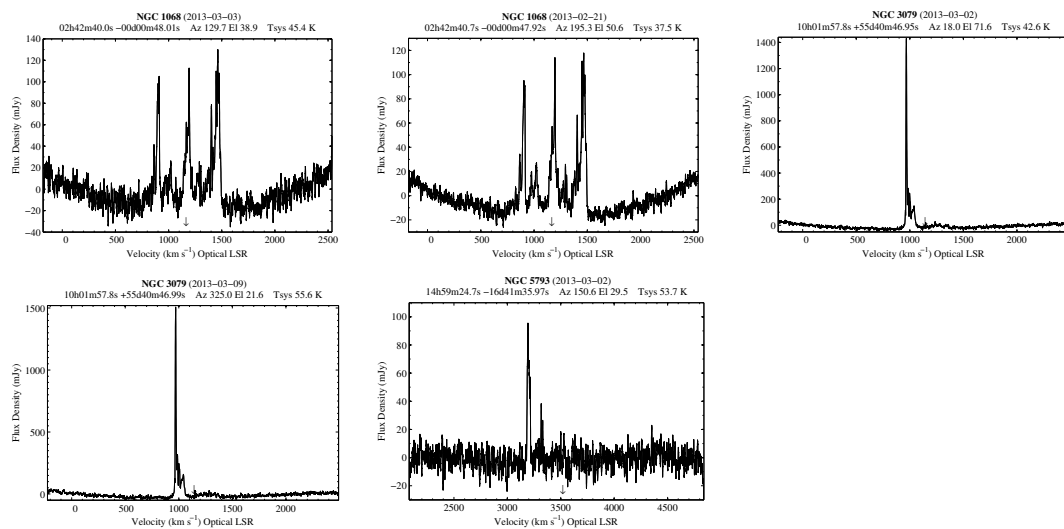 NGC 1068 (2013-03-03)
02h42m40.0s −00d00m48.01s Az 129.7 El 38.9 Tsys 45.4 K
140
120
100
80
60
40
20
0
−20
−40
Flux Density (mJy)
0 500 1000 1500 2000 2500
Velocity (km s⁻¹) Optical LSR
NGC 1068 (2013-02-21)
02h42m40.7s −00d00m47.92s Az 195.3 El 50.6 Tsys 37.5 K
120
100
80
60
40
20
0
−20
Flux Density (mJy)
0 500 1000 1500 2000 2500
Velocity (km s⁻¹) Optical LSR
NGC 3079 (2013-03-02)
10h01m57.8s +55d40m46.95s Az 18.0 El 71.6 Tsys 42.6 K
1400
1200
1000
800
600
400
200
0
Flux Density (mJy)
0 500 1000 1500 2000
Velocity (km s⁻¹) Optical LSR
NGC 3079 (2013-03-09)
10h01m57.8s +55d40m46.99s Az 325.0 El 21.6 Tsys 55.6 K
1500
1000
500
0
Flux Density (mJy)
0 500 1000 1500 2000
Velocity (km s⁻¹) Optical LSR
NGC 5793 (2013-03-02)
14h59m24.7s −16d41m35.97s Az 150.6 El 29.5 Tsys 53.7 K
100
80
60
40
20
0
−20
Flux Density (mJy)
2500 3000 3500 4000 4500
Velocity (km s⁻¹) Optical LSR